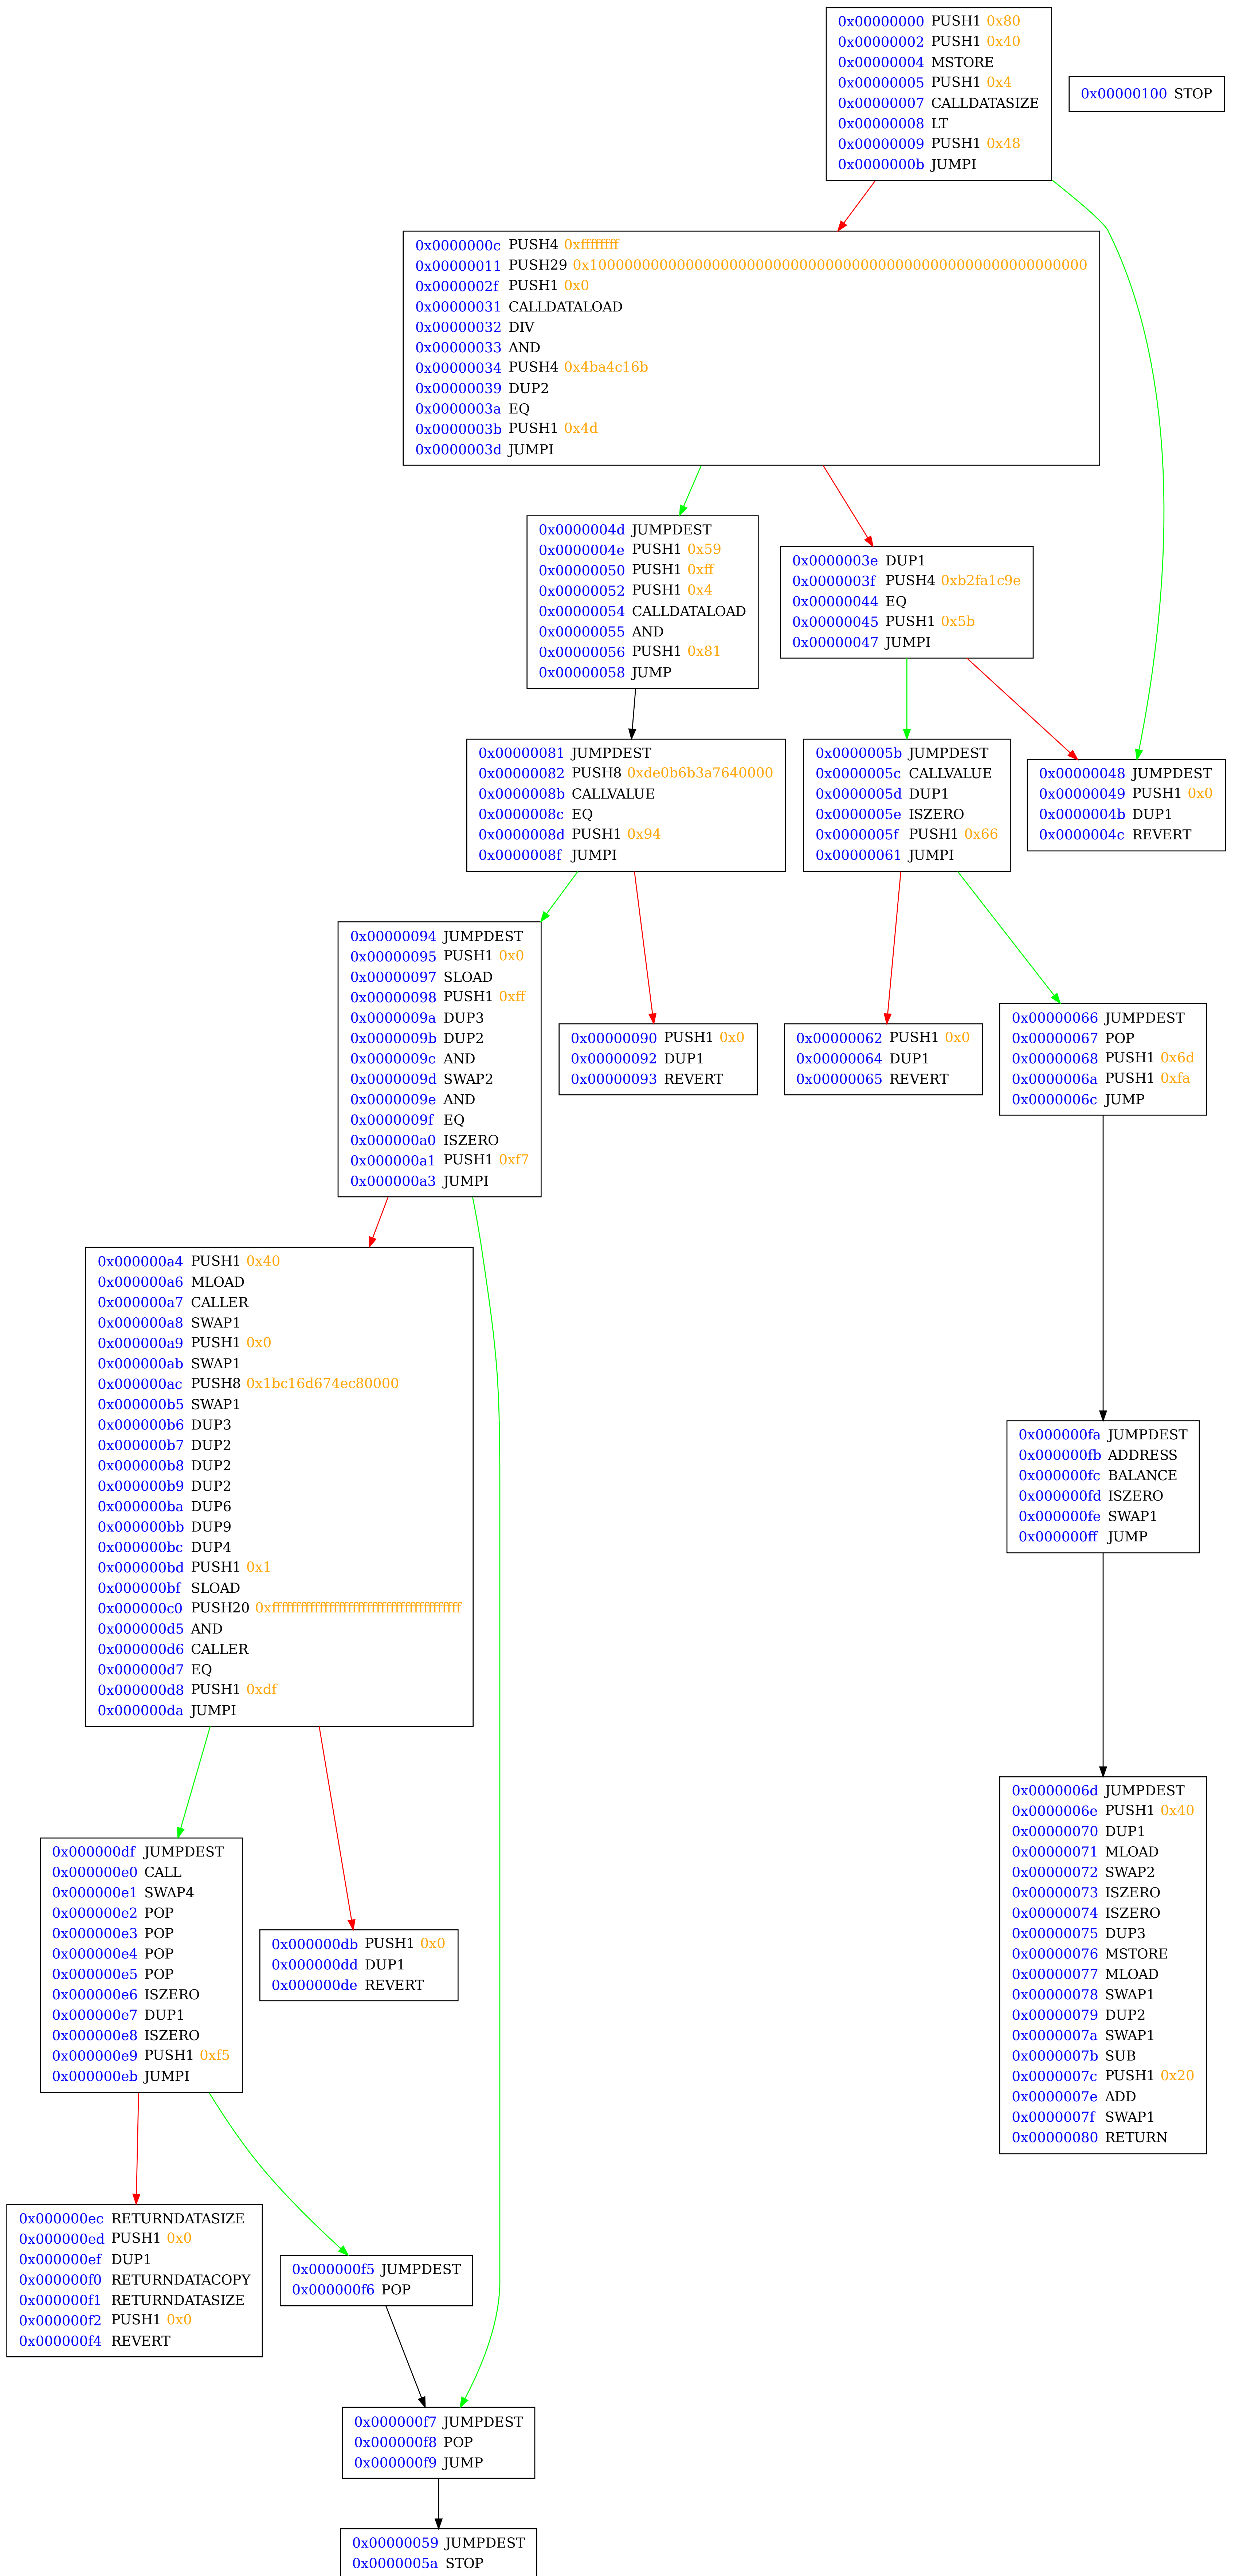 0x00000000 PUSH1 0x80
0x00000002 PUSH1 0x40
0x00000004 MSTORE
0x00000005 PUSH1 0x4
0x00000007 CALLDATASIZE
0x00000008 LT
0x00000009 PUSH1 0x48
0x0000000b JUMPI
0x00000100 STOP
0x0000000c PUSH4 0xffffffff
0x00000011 PUSH29 0x100000000000000000000000000000000000000000000000000000000
0x0000002f PUSH1 0x0
0x00000031 CALLDATALOAD
0x00000032 DIV
0x00000033 AND
0x00000034 PUSH4 0x4ba4c16b
0x00000039 DUP2
0x0000003a EQ
0x0000003b PUSH1 0x4d
0x0000003d JUMPI
0x0000004d JUMPDEST
0x0000004e PUSH1 0x59
0x00000050 PUSH1 0xff
0x00000052 PUSH1 0x4
0x00000054 CALLDATALOAD
0x00000055 AND
0x00000056 PUSH1 0x81
0x00000058 JUMP
0x0000003e DUP1
0x0000003f PUSH4 0xb2fa1c9e
0x00000044 EQ
0x00000045 PUSH1 0x5b
0x00000047 JUMPI
0x00000081 JUMPDEST
0x00000082 PUSH8 0xde0b6b3a7640000
0x0000008b CALLVALUE
0x0000008c EQ
0x0000008d PUSH1 0x94
0x0000008f JUMPI
0x0000005b JUMPDEST
0x0000005c CALLVALUE
0x0000005d DUP1
0x0000005e ISZERO
0x0000005f PUSH1 0x66
0x00000061 JUMPI
0x00000048 JUMPDEST
0x00000049 PUSH1 0x0
0x0000004b DUP1
0x0000004c REVERT
0x00000094 JUMPDEST
0x00000095 PUSH1 0x0
0x00000097 SLOAD
0x00000098 PUSH1 0xff
0x0000009a DUP3
0x0000009b DUP2
0x0000009c AND
0x0000009d SWAP2
0x0000009e AND
0x0000009f EQ
0x000000a0 ISZERO
0x000000a1 PUSH1 0xf7
0x000000a3 JUMPI
0x00000090 PUSH1 0x0
0x00000092 DUP1
0x00000093 REVERT
0x00000062 PUSH1 0x0
0x00000064 DUP1
0x00000065 REVERT
0x00000066 JUMPDEST
0x00000067 POP
0x00000068 PUSH1 0x6d
0x0000006a PUSH1 0xfa
0x0000006c JUMP
0x000000a4 PUSH1 0x40
0x000000a6 MLOAD
0x000000a7 CALLER
0x000000a8 SWAP1
0x000000a9 PUSH1 0x0
0x000000ab SWAP1
0x000000ac PUSH8 0x1bc16d674ec80000
0x000000b5 SWAP1
0x000000b6 DUP3
0x000000b7 DUP2
0x000000b8 DUP2
0x000000b9 DUP2
0x000000ba DUP6
0x000000bb DUP9
0x000000bc DUP4
0x000000bd PUSH1 0x1
0x000000bf SLOAD
0x000000c0 PUSH20 0xffffffffffffffffffffffffffffffffffffffff
0x000000d5 AND
0x000000d6 CALLER
0x000000d7 EQ
0x000000d8 PUSH1 0xdf
0x000000da JUMPI
0x000000fa JUMPDEST
0x000000fb ADDRESS
0x000000fc BALANCE
0x000000fd ISZERO
0x000000fe SWAP1
0x000000ff JUMP
0x000000df JUMPDEST
0x000000e0 CALL
0x000000e1 SWAP4
0x000000e2 POP
0x000000e3 POP
0x000000e4 POP
0x000000e5 POP
0x000000e6 ISZERO
0x000000e7 DUP1
0x000000e8 ISZERO
0x000000e9 PUSH1 0xf5
0x000000eb JUMPI
0x000000db PUSH1 0x0
0x000000dd DUP1
0x000000de REVERT
0x0000006d JUMPDEST
0x0000006e PUSH1 0x40
0x00000070 DUP1
0x00000071 MLOAD
0x00000072 SWAP2
0x00000073 ISZERO
0x00000074 ISZERO
0x00000075 DUP3
0x00000076 MSTORE
0x00000077 MLOAD
0x00000078 SWAP1
0x00000079 DUP2
0x0000007a SWAP1
0x0000007b SUB
0x0000007c PUSH1 0x20
0x0000007e ADD
0x0000007f SWAP1
0x00000080 RETURN
0x000000ec RETURNDATASIZE
0x000000ed PUSH1 0x0
0x000000ef DUP1
0x000000f0 RETURNDATACOPY
0x000000f1 RETURNDATASIZE
0x000000f2 PUSH1 0x0
0x000000f4 REVERT
0x000000f5 JUMPDEST
0x000000f6 POP
0x000000f7 JUMPDEST
0x000000f8 POP
0x000000f9 JUMP
0x00000059 JUMPDEST
0x0000005a STOP